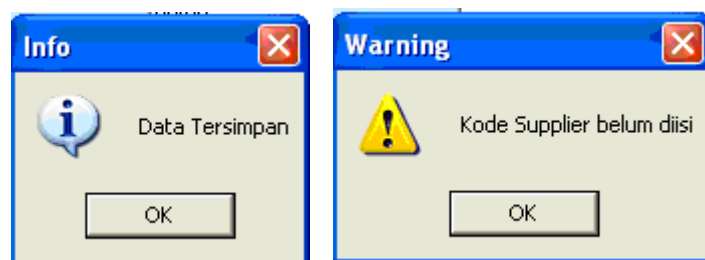 Info
Data Tersimpan
OK
Warning
Kode Supplier belum diisi
OK